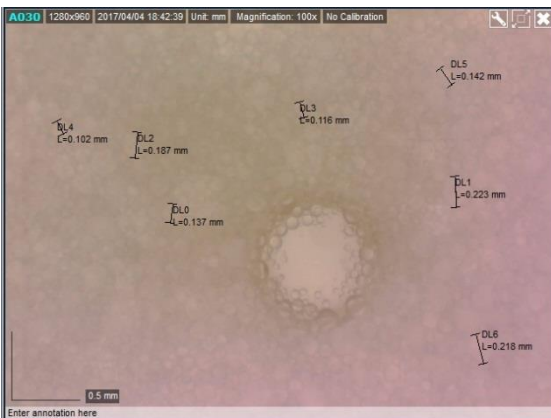 A030 1280x960 2017/04/04 18:42:39 Unit: mm Magnification: 100x No Calibration
DL5
L=0.142 mm
DL3
L=0.116 mm
DL4
L=0.102 mm
DL2
L=0.187 mm
DL1
L=0.223 mm
DL0
L=0.137 mm
DL6
L=0.218 mm
0.5 mm
Enter annotation here